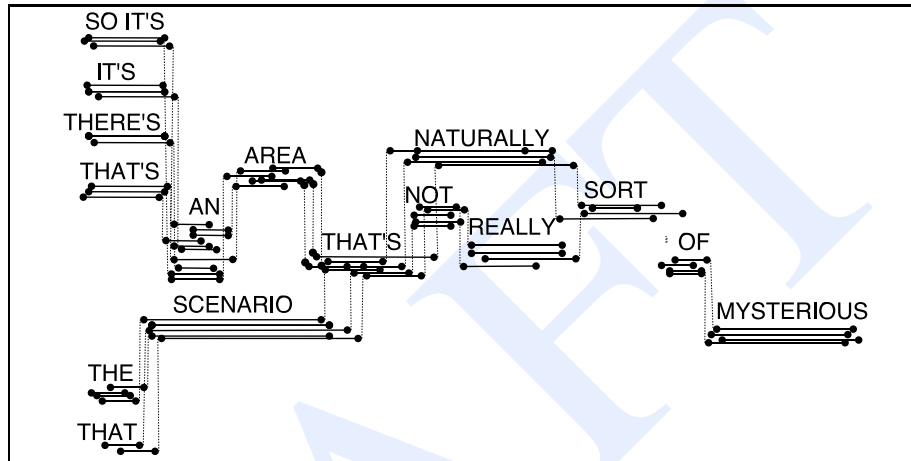 SO IT'S
IT'S
THERE'S
THAT'S
AN
AREA
THAT'S
NATURALLY
NOT
REALLY
SORT
OF
MYSTERIOUS
SCENARIO
THE
THAT